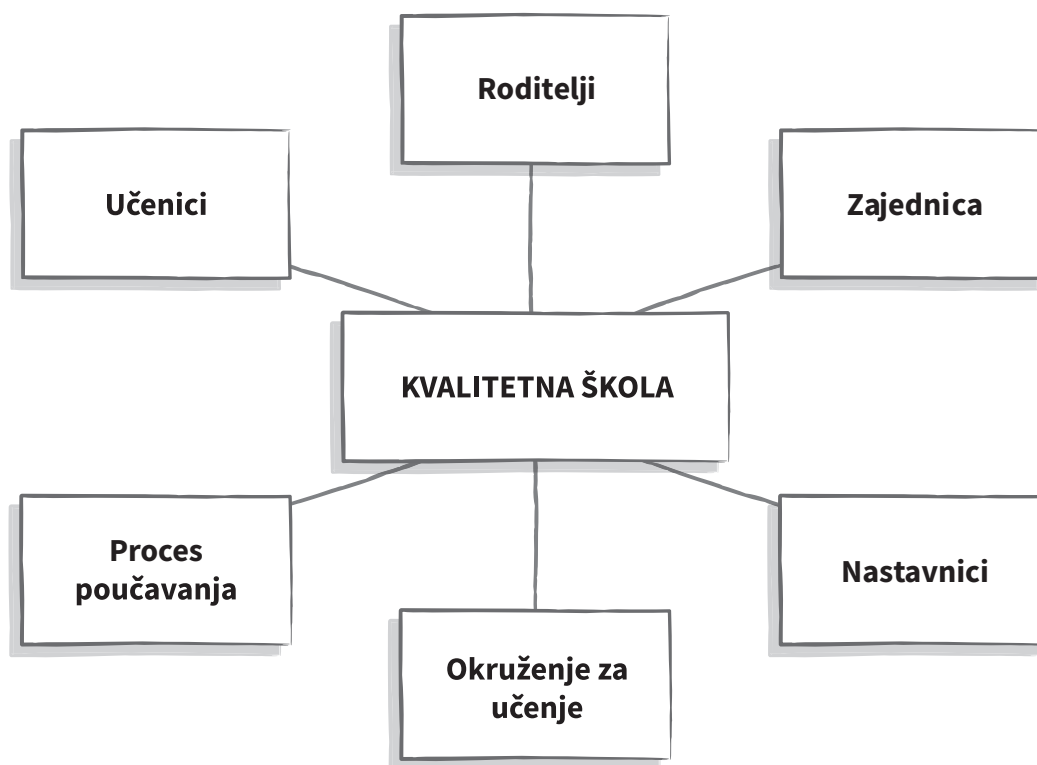 Roditelji
Učenici
Zajednica
KVALITETNA ŠKOLA
Proces
poučavanja
Nastavnici
Okruženje za
učenje